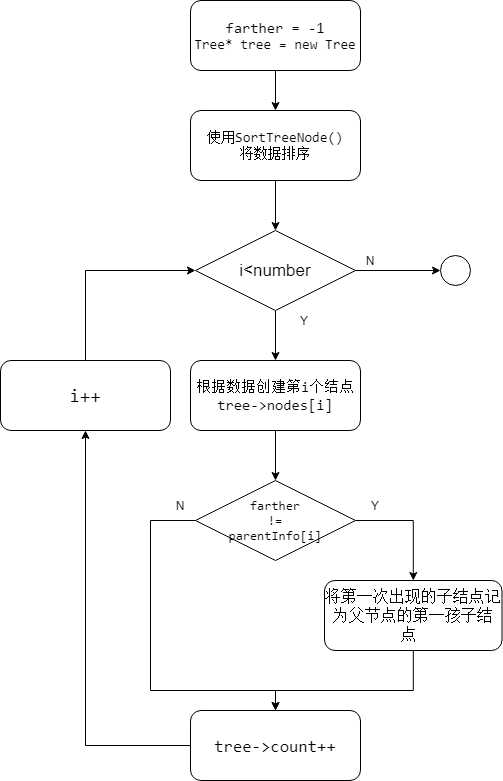 farther = -1
Tree* tree = new Tree
使用SortTreeNode()
将数据排序
i<number
N
Y
根据数据创建第i个结点
tree->nodes[i]
i++
farther
!=
parentInfo[i]
N
Y
将第一次出现的子结点记
为父节点的第一孩子结
点
tree->count++